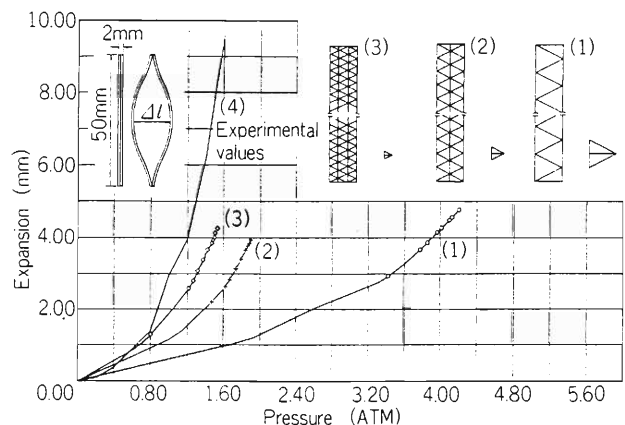 10.00
8.00
6.00
4.00
2.00
0.00
Expansion (mm)
2mm
50mm
Δl
(4)
Experimental
values
(3)
(2)
(1)
(3)
(2)
(1)
0.80
1.60
2.40
3.20
4.00
4.80
5.60
Pressure (ATM)